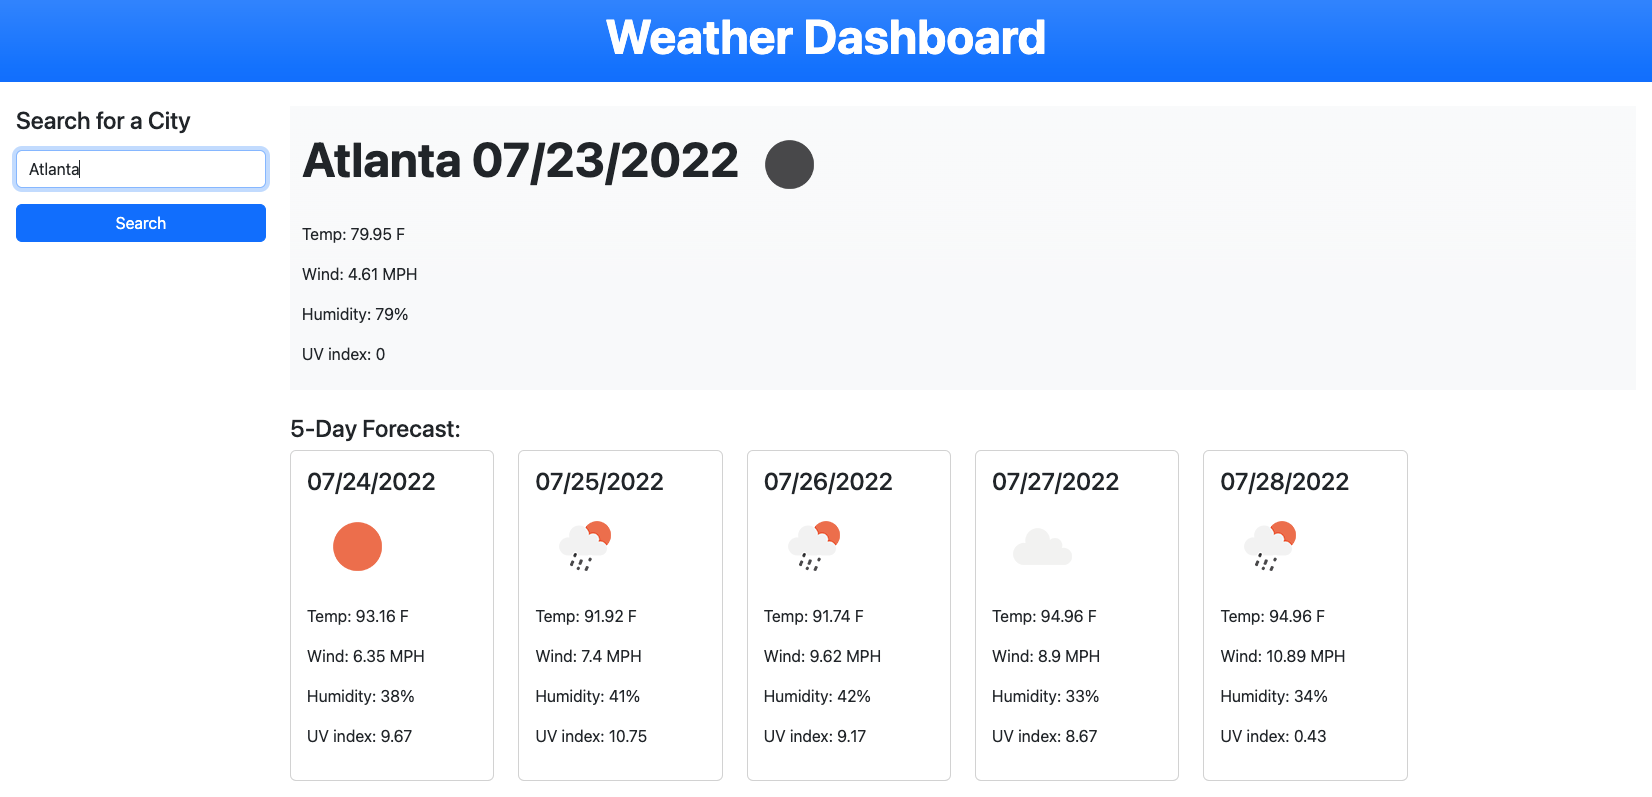 Weather Dashboard
Search for a City
Atlanta
Search
Atlanta 07/23/2022
Temp: 79.95 F
Wind: 4.61 MPH
Humidity: 79%
UV index: 0
5-Day Forecast:
07/24/2022
Temp: 93.16 F
Wind: 6.35 MPH
Humidity: 38%
UV index: 9.67
07/25/2022
Temp: 91.92 F
Wind: 7.4 MPH
Humidity: 41%
UV index: 10.75
07/26/2022
Temp: 91.74 F
Wind: 9.62 MPH
Humidity: 42%
UV index: 9.17
07/27/2022
Temp: 94.96 F
Wind: 8.9 MPH
Humidity: 33%
UV index: 8.67
07/28/2022
Temp: 94.96 F
Wind: 10.89 MPH
Humidity: 34%
UV index: 0.43